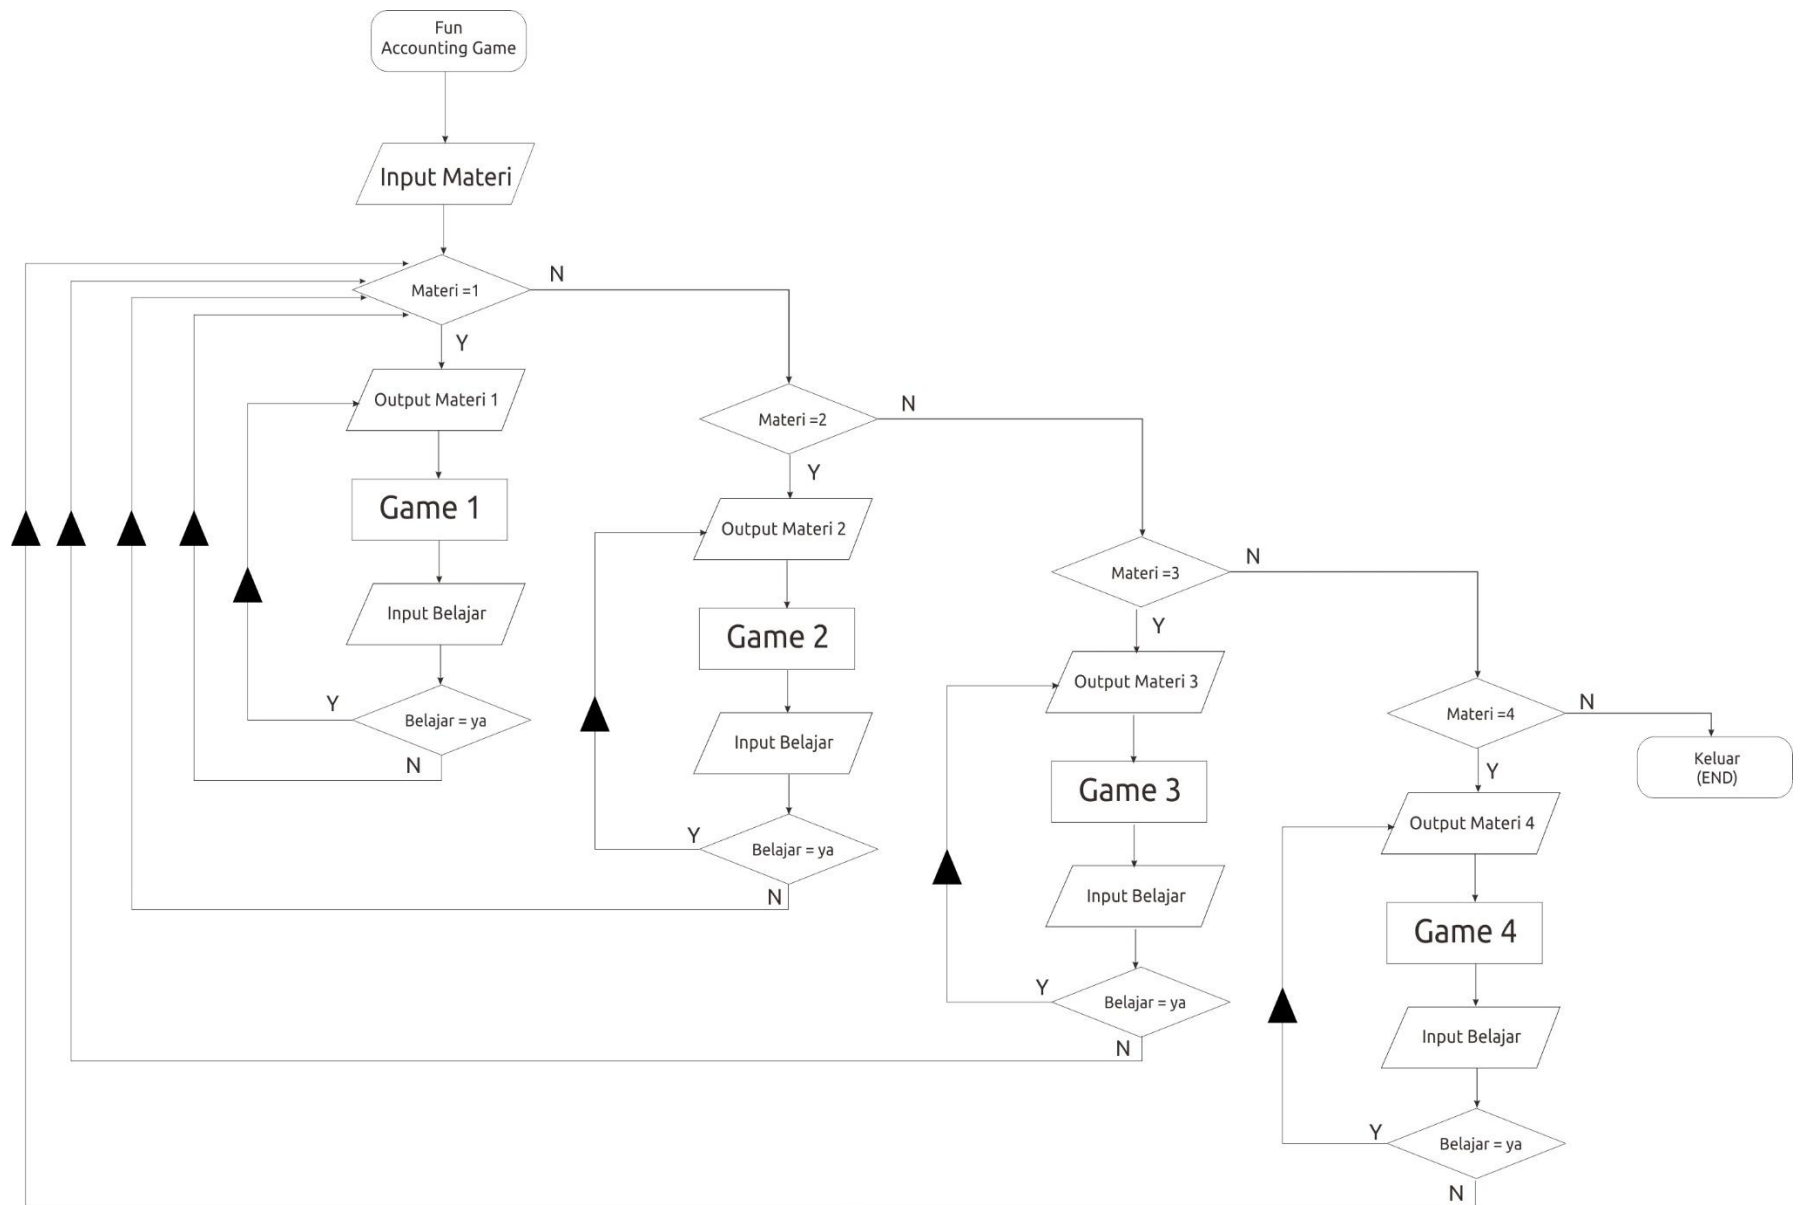 Fun
Accounting Game
Input Materi
Materi =1
N
Y
Output Materi 1
Game 1
Input Belajar
Belajar = ya
Y
N
Materi =2
N
Y
Output Materi 2
Game 2
Input Belajar
Belajar = ya
Y
N
Materi =3
N
Y
Output Materi 3
Game 3
Input Belajar
Belajar = ya
Y
N
Materi =4
N
Keluar
(END)
Y
Output Materi 4
Game 4
Input Belajar
Belajar = ya
Y
N